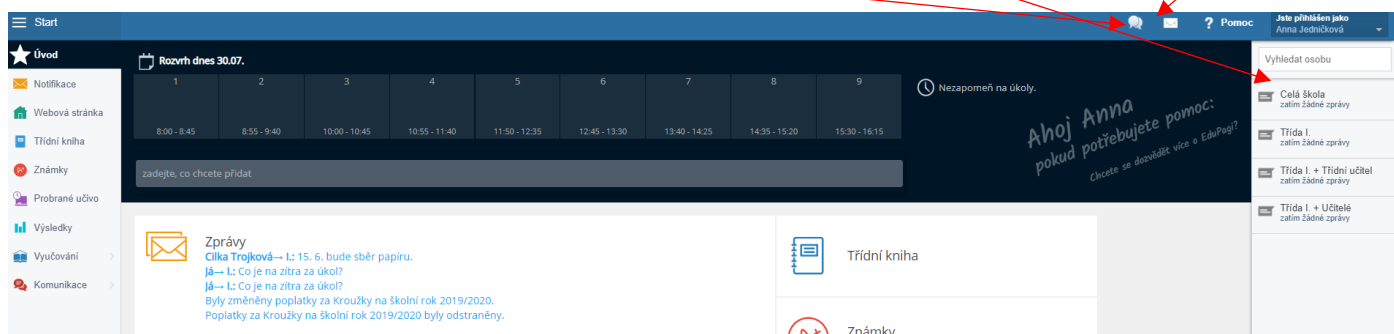 Start
Pomoc
Jste přihlášen jako
Anna Jedničková
Úvod
Notifikace
Webová stránka
Třídní kniha
Známky
Probrané učivo
Výsledky
Vyučování
Komunikace
Rozvrh dnes 30.07.
1 2 3 4 5 6 7 8 9
8:00 - 8:45 8:55 - 9:40 10:00 - 10:45 10:55 - 11:40 11:50 - 12:35 12:45 - 13:30 13:40 - 14:25 14:35 - 15:20 15:30 - 16:15
zadejte, co chcete přidat
Nezapomeň na úkoly.
Ahoj Anna
pokud potřebujete pomoc:
Chcete se dozvědět více o EduPagi?
Zprávy
Cilka Trojková→ I.: 15. 6. bude sběr papíru.
Já→ I.: Co je na zítra za úkol?
Já→ I.: Co je na zítra za úkol?
Byly změněny poplatky za Kroužky na školní rok 2019/2020.
Poplatky za Kroužky na školní rok 2019/2020 byly odstraněny.
Třídní kniha
Známky
Vyhledat osobu
Celá škola
zatím žádné zprávy
Třída I.
zatím žádné zprávy
Třída I. + Třídní učitel
zatím žádné zprávy
Třída I. + Učitelé
zatím žádné zprávy